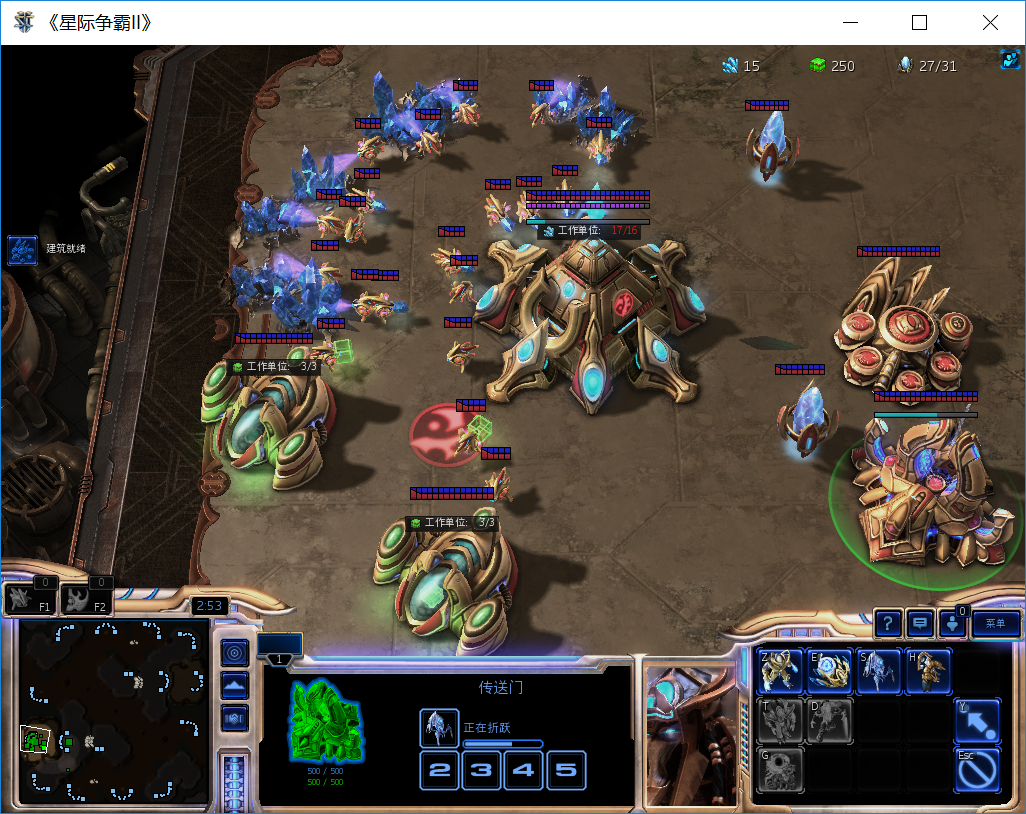 《星际争霸II》
15
250
27/31
工作单位: 17/16
建筑就绪
工作单位: 3/3
工作单位: 3/3
0
0
F1
F2
2:53
0
?
菜单
1
传送门
正在折跃
500 / 500
500 / 500
2
3
4
5
Z
E
S
H
T
D
Y
G
Esc